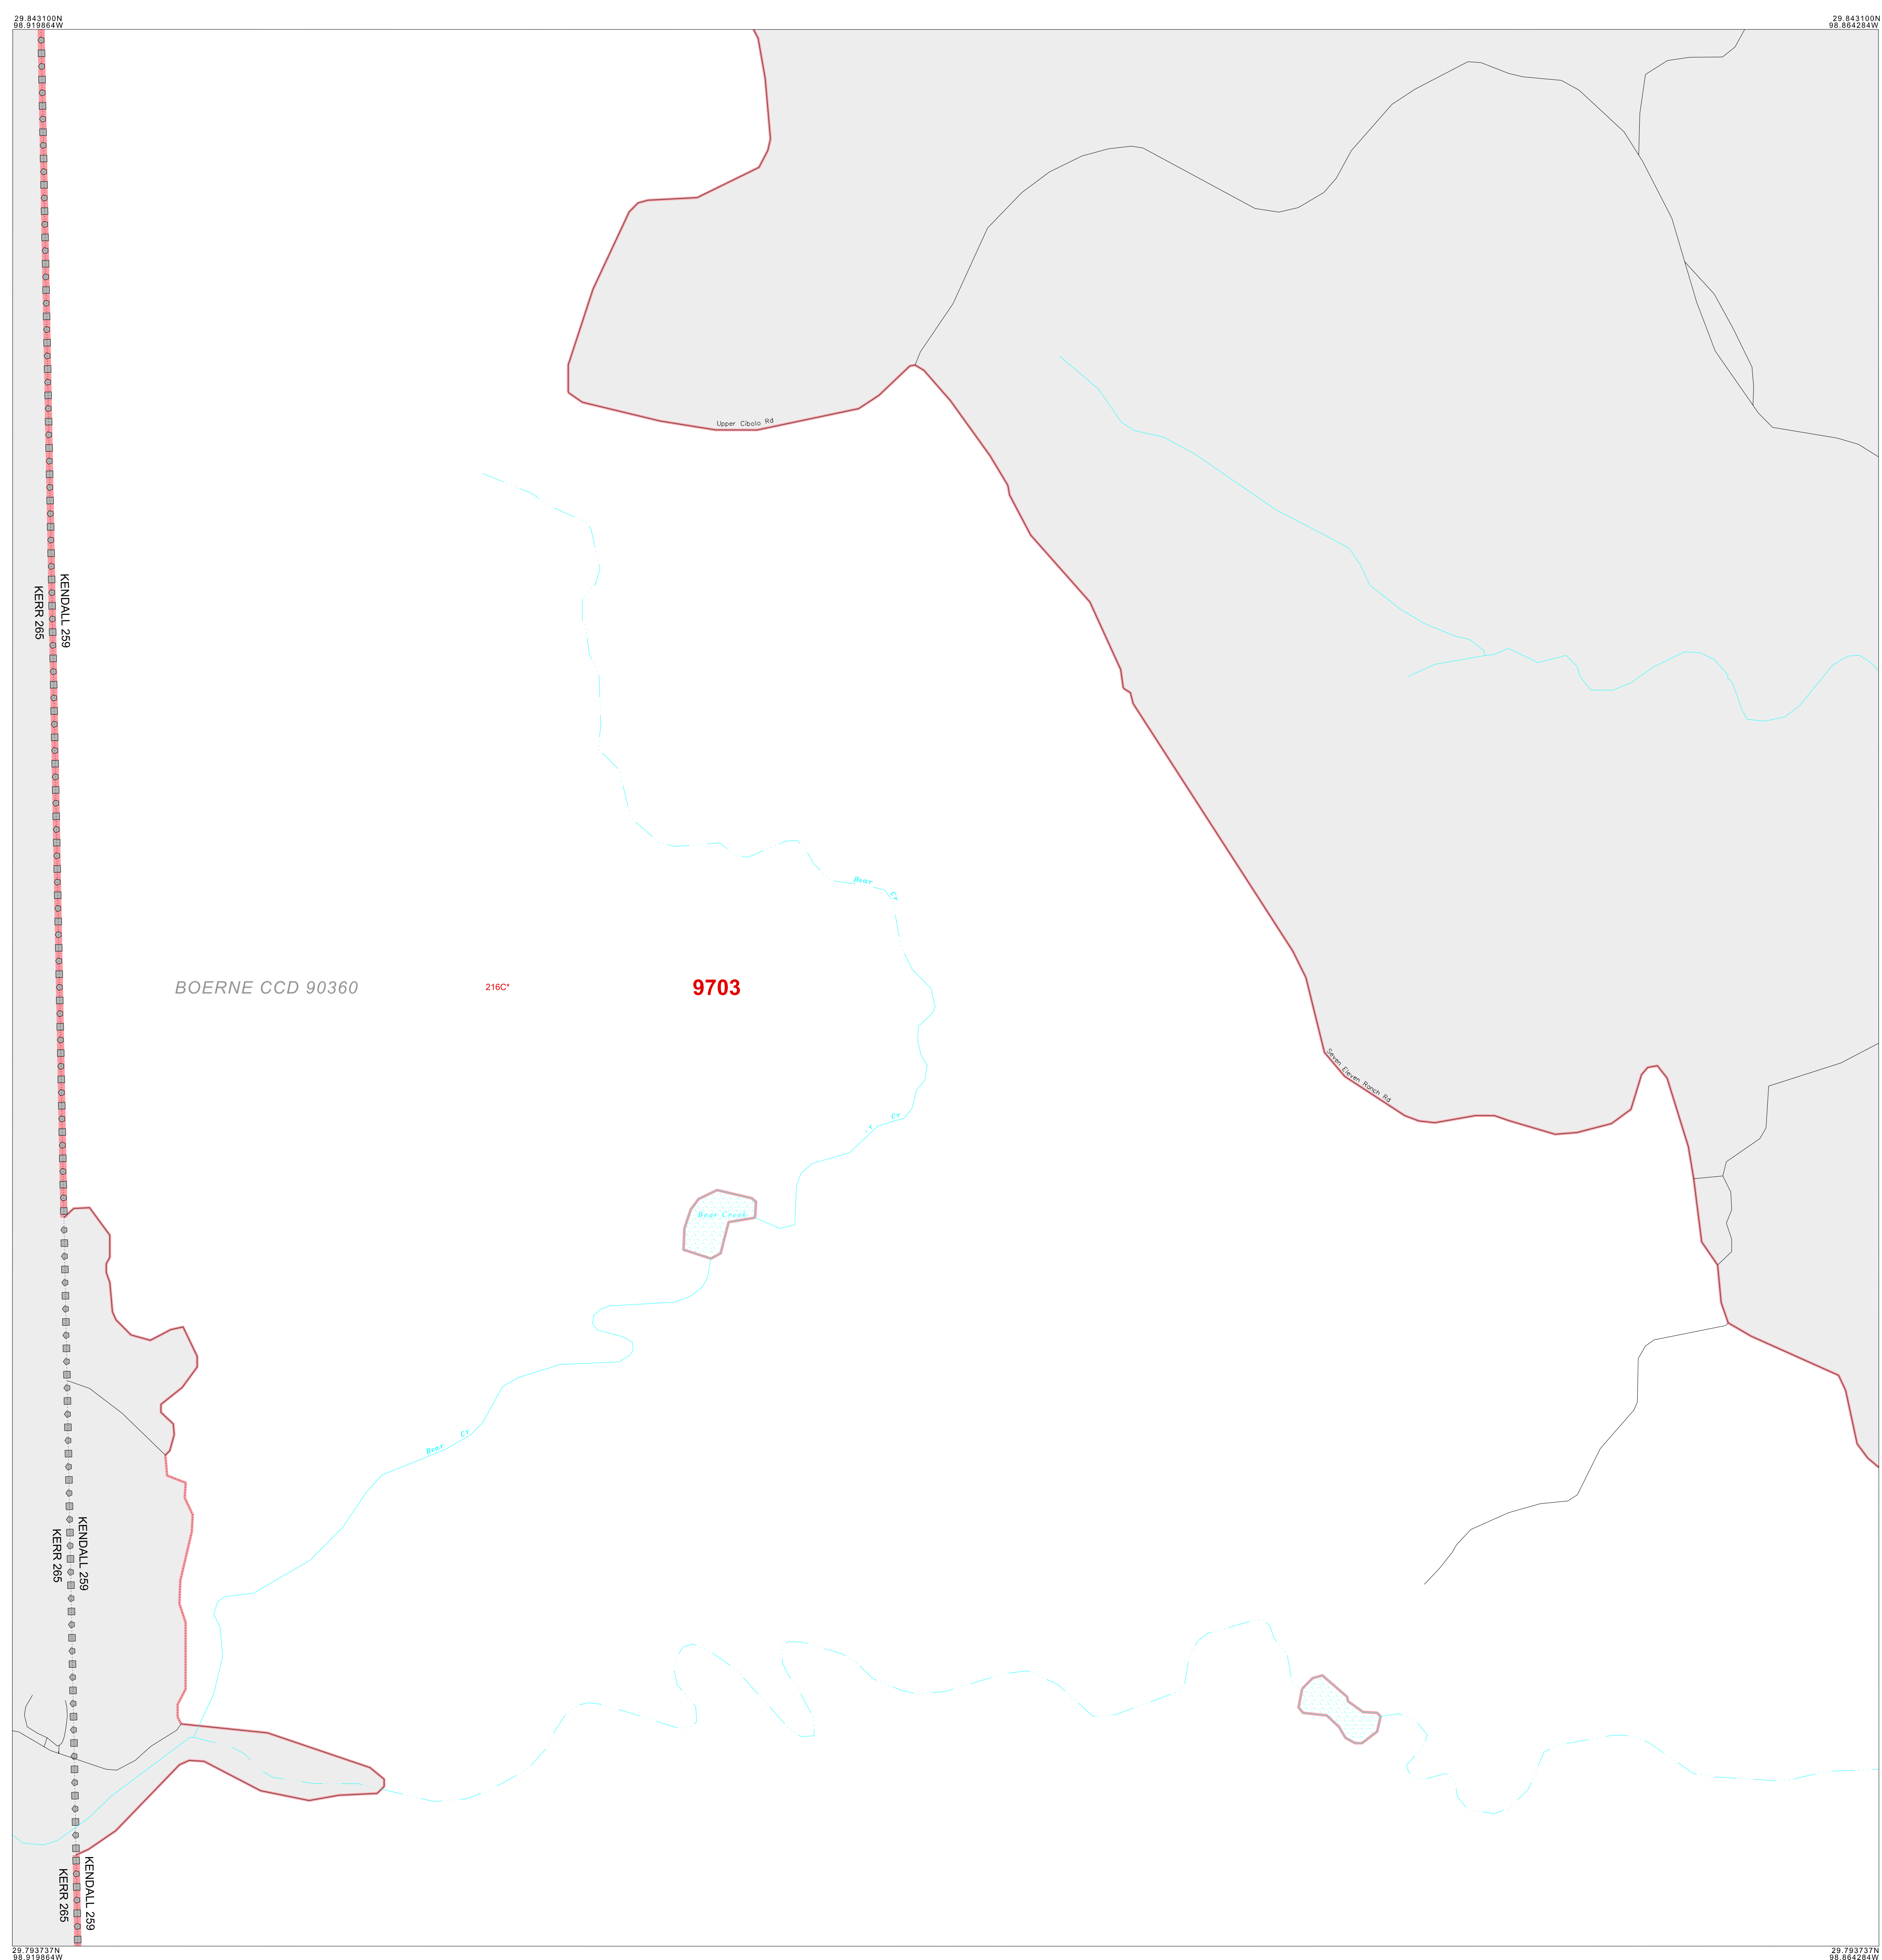 29.843100N
98.919864W
29.843100N
98.864284W
Upper Cibolo Rd
KENDALL 259
KERR 265
Bear
Cr
BOERNE CCD 90360
216C*
9703
Seven Eleven Ranch Rd
Cr
Bear Creek
Bear Cr
KENDALL 259
KERR 265
KENDALL 259
KERR 265
29.793737N
98.919864W
29.793737N
98.864284W